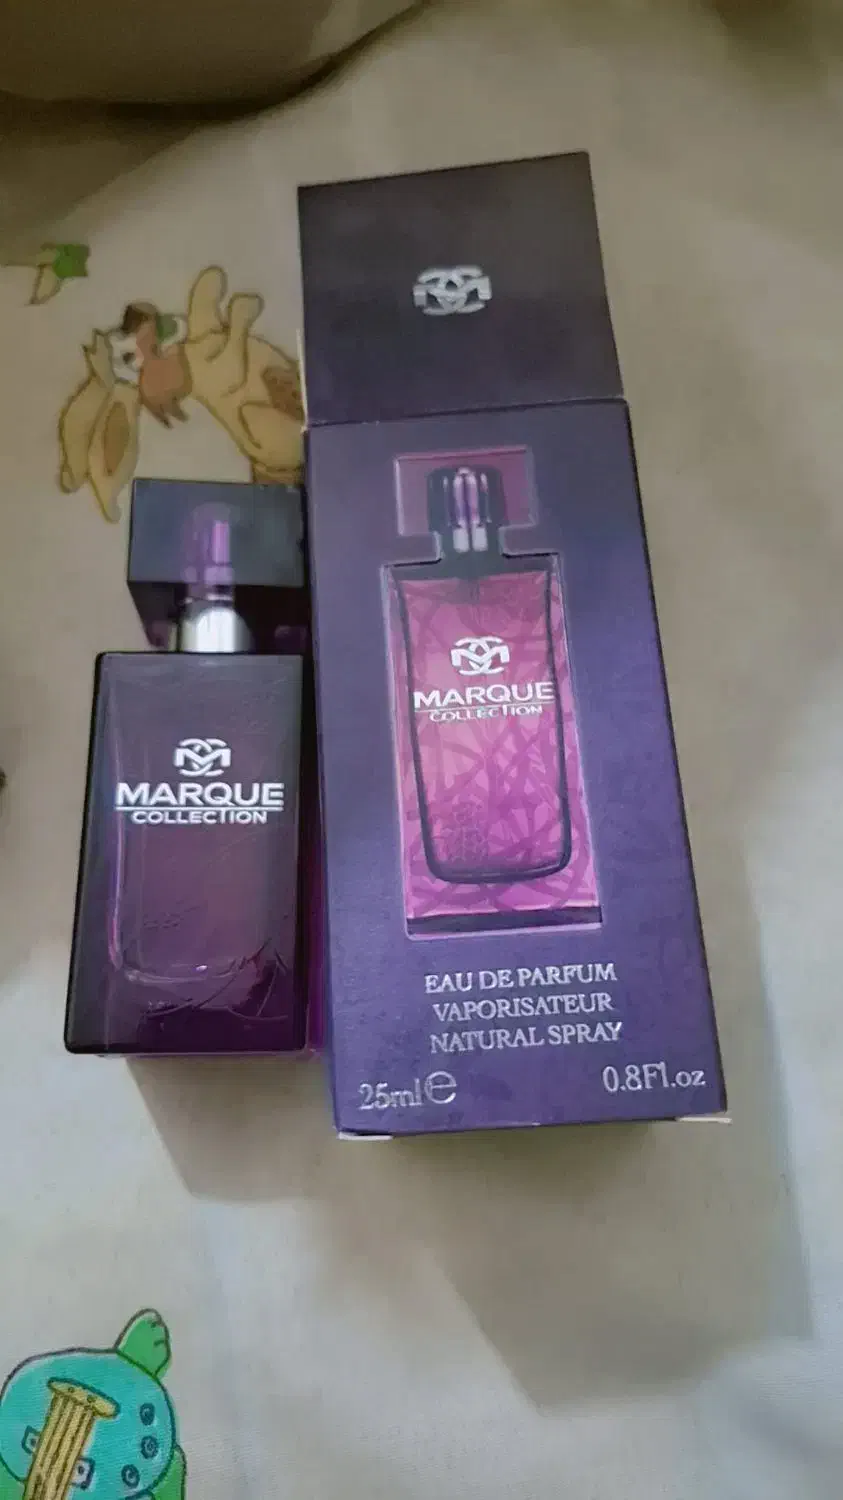 MARQUE
COLLECTION
EAU DE PARFUM
VAPORISATEUR
NATURAL SPRAY
25ml e
0.8Fl.oz
MARQUE
COLLECTION